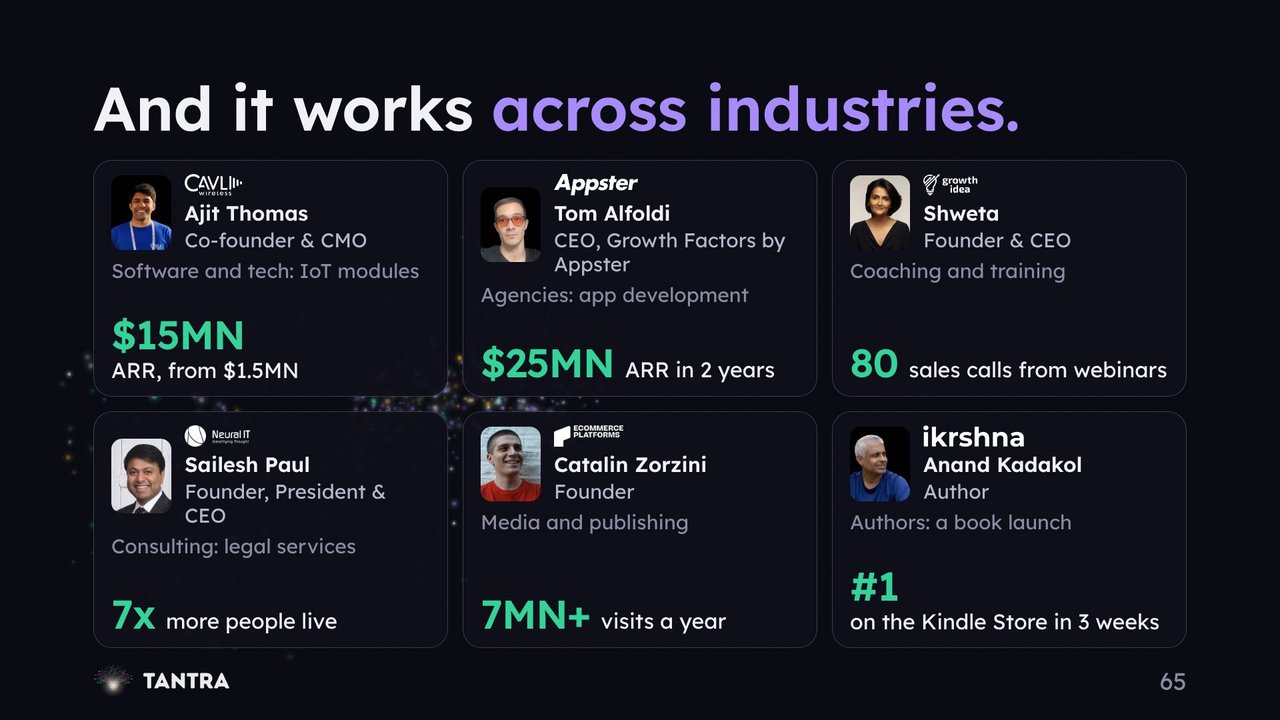 And it works across industries.
CAVLI
wireless
Ajit Thomas
Co-founder & CMO
Software and tech: IoT modules
$15MN
ARR, from $1.5MN
Appster
Tom Alfoldi
CEO, Growth Factors by
Appster
Agencies: app development
$25MN ARR in 2 years
growth
idea
Shweta
Founder & CEO
Coaching and training
80 sales calls from webinars
Neural IT
Simplifying Thought
Sailesh Paul
Founder, President &
CEO
Consulting: legal services
7x more people live
ECOMMERCE
PLATFORMS
Catalin Zorzini
Founder
Media and publishing
7MN+ visits a year
ikrshna
Anand Kadakol
Author
Authors: a book launch
#1
on the Kindle Store in 3 weeks
TANTRA
65